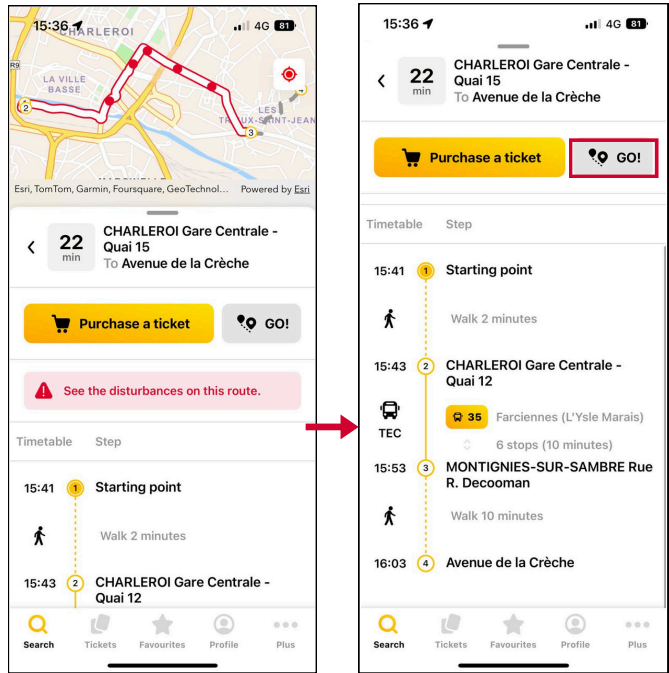 15:36
4G 81
CHARLEROI
R9
LA VILLE
BASSE
2
LES
SAINT-JEAN
3
4
Esri, TomTom, Garmin, Foursquare, GeoTechnol... Powered by Esri
22
min
CHARLEROI Gare Centrale -
Quai 15
To Avenue de la Crèche
Purchase a ticket
GO!
See the disturbances on this route.
Timetable Step
15:41 1 Starting point
Walk 2 minutes
15:43 2 CHARLEROI Gare Centrale -
Quai 12
Search Tickets Favourites Profile Plus
15:36
4G 81
22
min
CHARLEROI Gare Centrale -
Quai 15
To Avenue de la Crèche
Purchase a ticket
GO!
Timetable Step
15:41 1 Starting point
Walk 2 minutes
15:43 2 CHARLEROI Gare Centrale -
Quai 12
TEC
35 Farciennes (L'Ysle Marais)
6 stops (10 minutes)
15:53 3 MONTIGNIES-SUR-SAMBRE Rue
R. Decooman
Walk 10 minutes
16:03 4 Avenue de la Crèche
Search Tickets Favourites Profile Plus